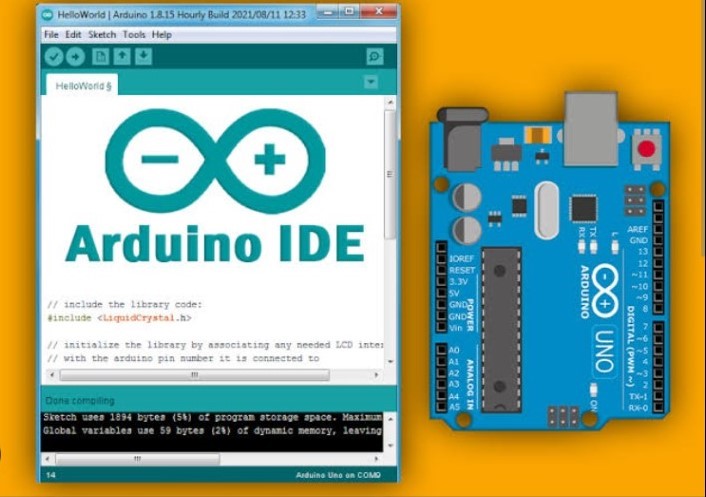 HelloWorld | Arduino 1.8.15 Hourly Build 2021/08/11 12:33
File Edit Sketch Tools Help
HelloWorld §
Arduino IDE
// include the library code:
#include <LiquidCrystal.h>
// initialize the library by associating any needed LCD inter
// with the arduino pin number it is connected to
Done compiling
Sketch uses 1894 bytes (5%) of program storage space. Maximum
Global variables use 59 bytes (2%) of dynamic memory, leaving
14
Arduino Uno on COM9
RX
TX
L
AREF
GND
13
12
~11
~10
~9
8
7
~6
~5
4
~3
2
TX-1
RX-0
DIGITAL (PWM ~)
IOREF
RESET
3.3V
5V
GND
GND
Vin
POWER
A0
A1
A2
A3
A4
A5
ANALOG IN
ARDUINO
UNO
ON